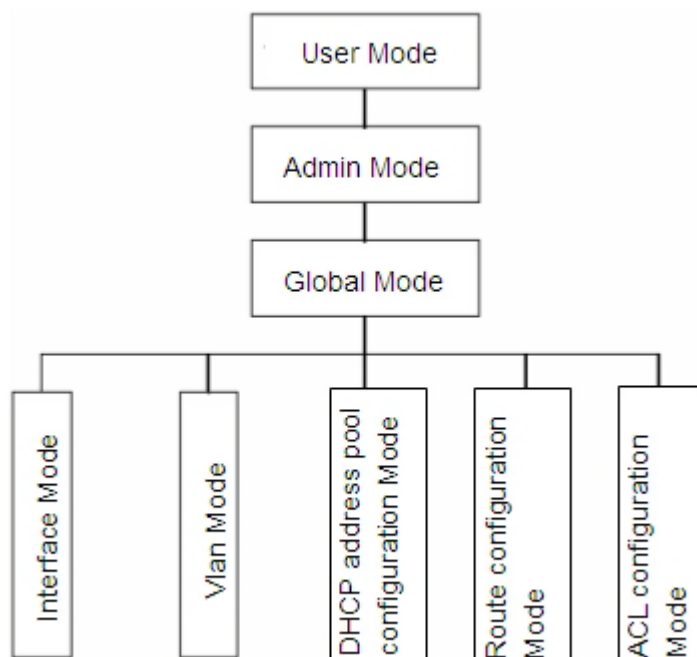 User Mode
Admin Mode
Global Mode
Interface Mode
Vlan Mode
DHCP address pool
configuration Mode
Route configuration
Mode
ACL configuration
Mode